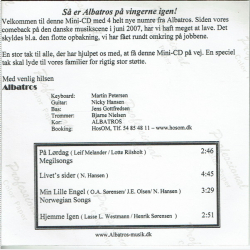 Så er Albatros på vingerne igen!
Velkommen til denne Mini-CD med 4 helt nye numre fra Albatros. Siden vores
comeback på den danske musikscene i juni 2007, har vi haft meget at lave. Det
skyldes bl.a. den flotte opbakning, vi har fået rundt omkring på jobbene.
En stor tak til alle, der har hjulpet os med, at få denne Mini-CD på vej. En speciel
tak skal lyde til vores familier for rigtig stor støtte.
Med venlig hilsen
Albatros
Keyboard: Martin Petersen
Guitar: Nicky Hansen
Bas: Jens Gottfredsen
Trommer: Bjarne Nielsen
Kor: ALBATROS
Booking: HosOM, Tlf. 54 85 48 11 – www.hosom.dk
På Lørdag ( Leif Melander / Lotte Riisholt ) 2:46
Megilsongs
Livet's sider ( N. Hansen ) 4:45
Min Lille Engel ( O.A. Sørensen/ J.E. Olsen/ N. Hansen ) 3:29
Norwegian Songs
Hjemme Igen ( Lasse L. Westmann / Henrik Sørensen ) 2:51
www.Albatros-musik.dk